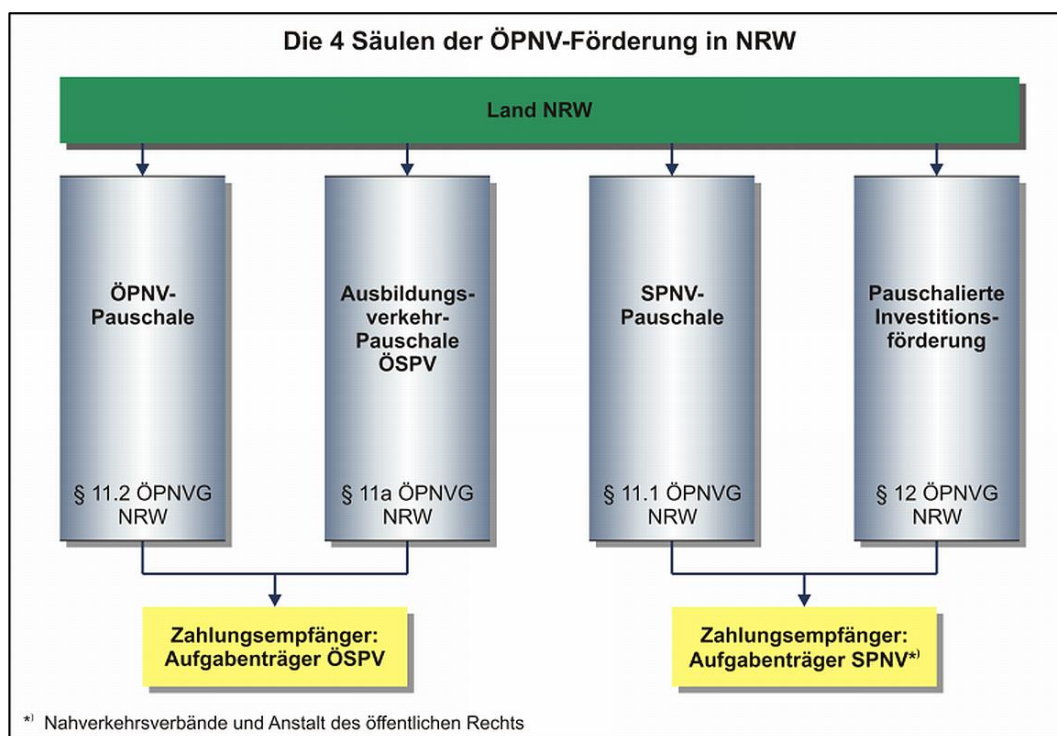 Die 4 Säulen der ÖPNV-Förderung in NRW
Land NRW
ÖPNV-
Pauschale
§ 11.2 ÖPNVG
NRW
Ausbildungs-
verkehr-
Pauschale
ÖSPV
§ 11a ÖPNVG
NRW
SPNV-
Pauschale
§ 11.1 ÖPNVG
NRW
Pauschalierte
Investitions-
förderung
§ 12 ÖPNVG
NRW
Zahlungsempfänger:
Aufgabenträger ÖSPV
Zahlungsempfänger:
Aufgabenträger SPNV*)
*) Nahverkehrsverbände und Anstalt des öffentlichen Rechts